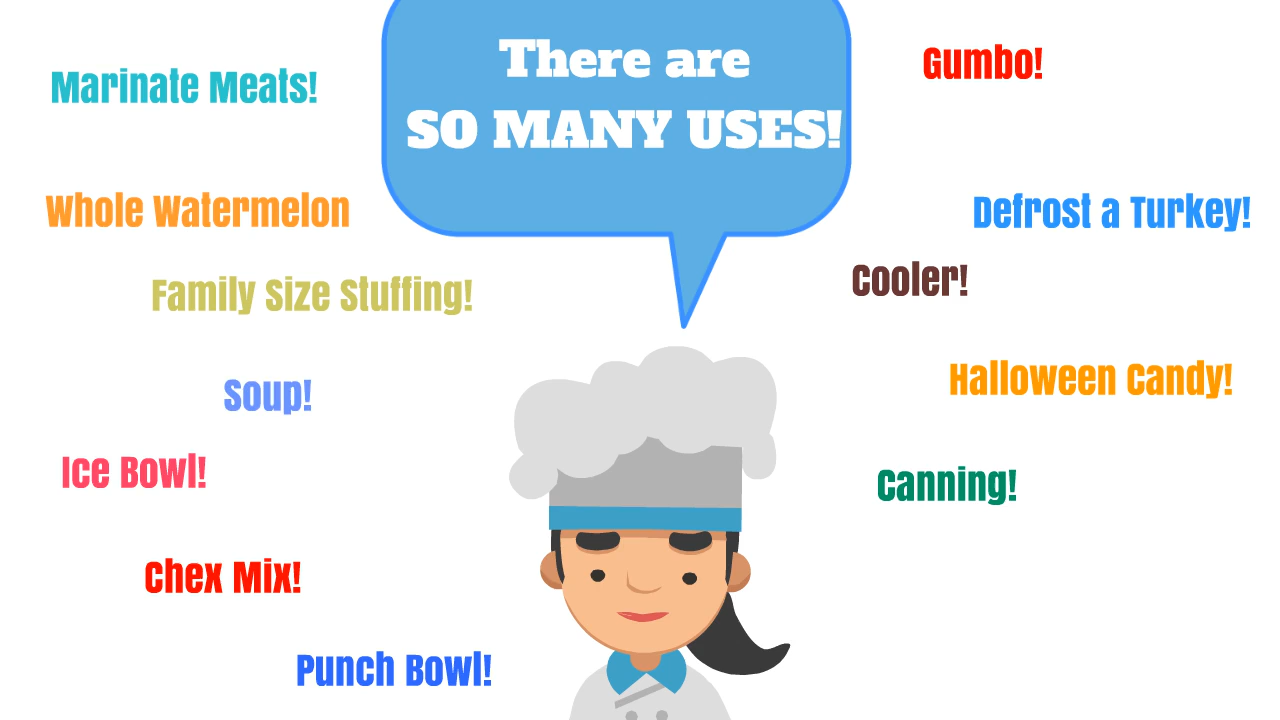 There are
SO MANY USES!
Marinate Meats!
Whole Watermelon
Family Size Stuffing!
Soup!
Ice Bowl!
Chex Mix!
Punch Bowl!
Gumbo!
Defrost a Turkey!
Cooler!
Halloween Candy!
Canning!